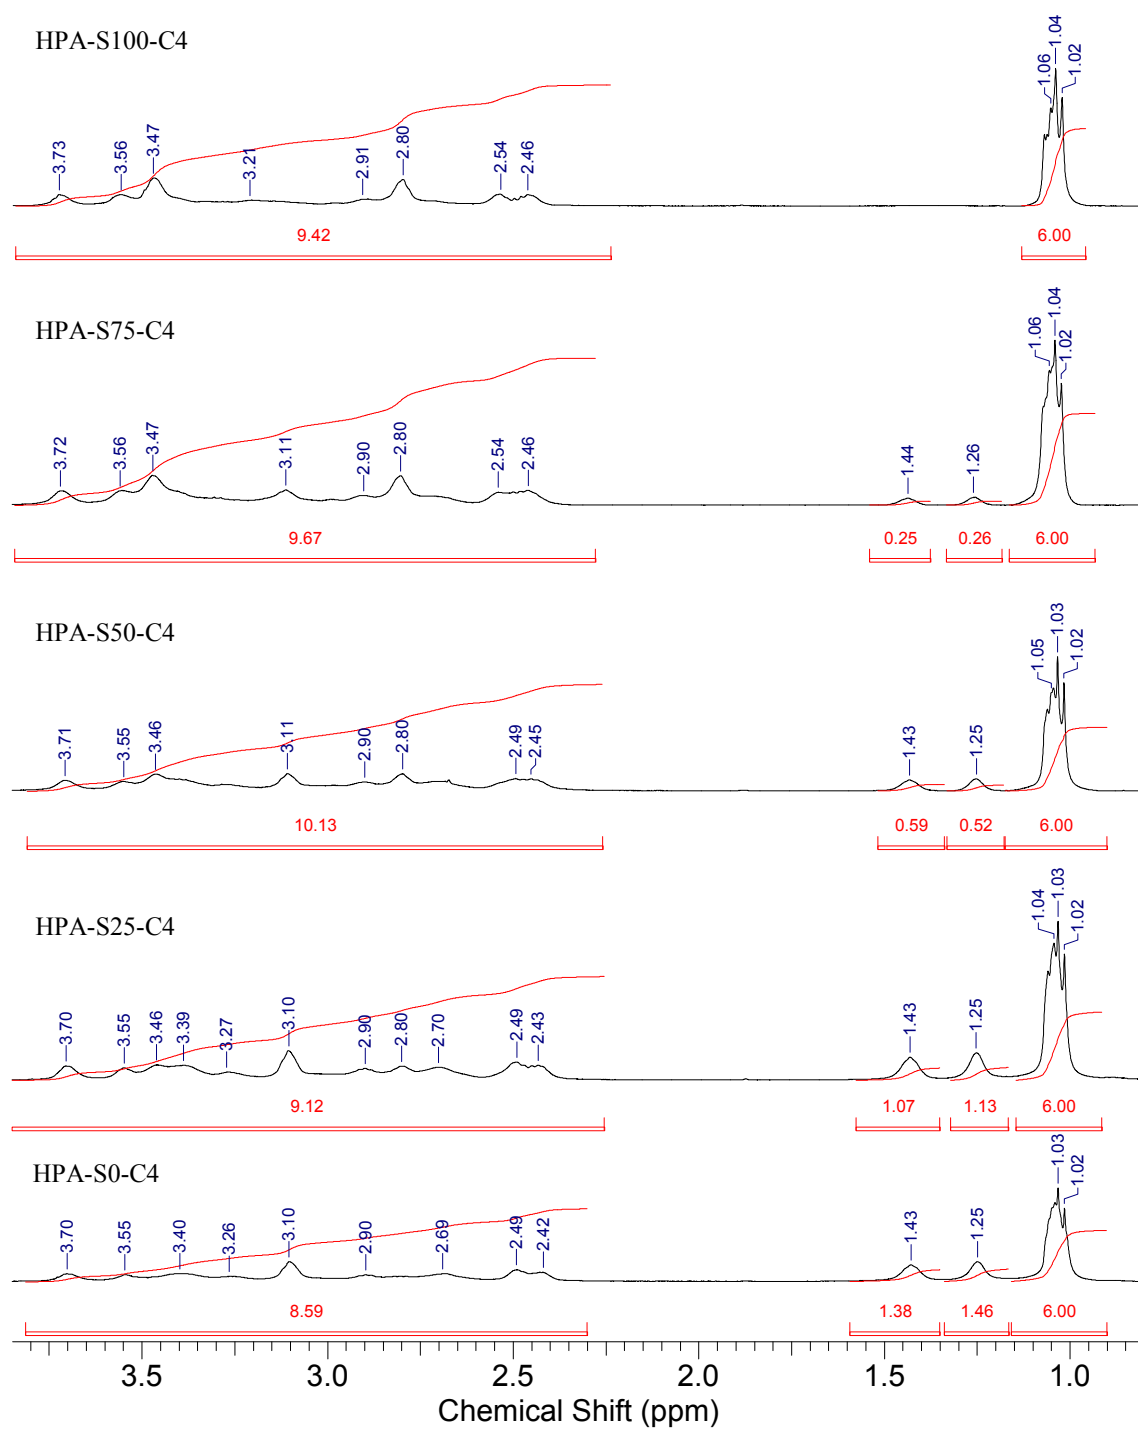 HPA-S100-C4
3.73 3.56 3.47 3.21 2.91 2.80 2.54 2.46 1.06 1.04 1.02
9.42 6.00
HPA-S75-C4
3.72 3.56 3.47 3.11 2.90 2.80 2.54 2.46 1.44 1.26 1.06 1.04 1.02
9.67 0.25 0.26 6.00
HPA-S50-C4
3.71 3.55 3.46 3.11 2.90 2.80 2.49 2.45 1.43 1.25 1.05 1.03 1.02
10.13 0.59 0.52 6.00
HPA-S25-C4
3.70 3.55 3.46 3.39 3.27 3.10 2.90 2.80 2.70 2.49 2.43 1.43 1.25 1.04 1.03 1.02
9.12 1.07 1.13 6.00
HPA-S0-C4
3.70 3.55 3.40 3.26 3.10 2.90 2.69 2.49 2.42 1.43 1.25 1.03 1.02
8.59 1.38 1.46 6.00
3.5 3.0 2.5 2.0 1.5 1.0
Chemical Shift (ppm)